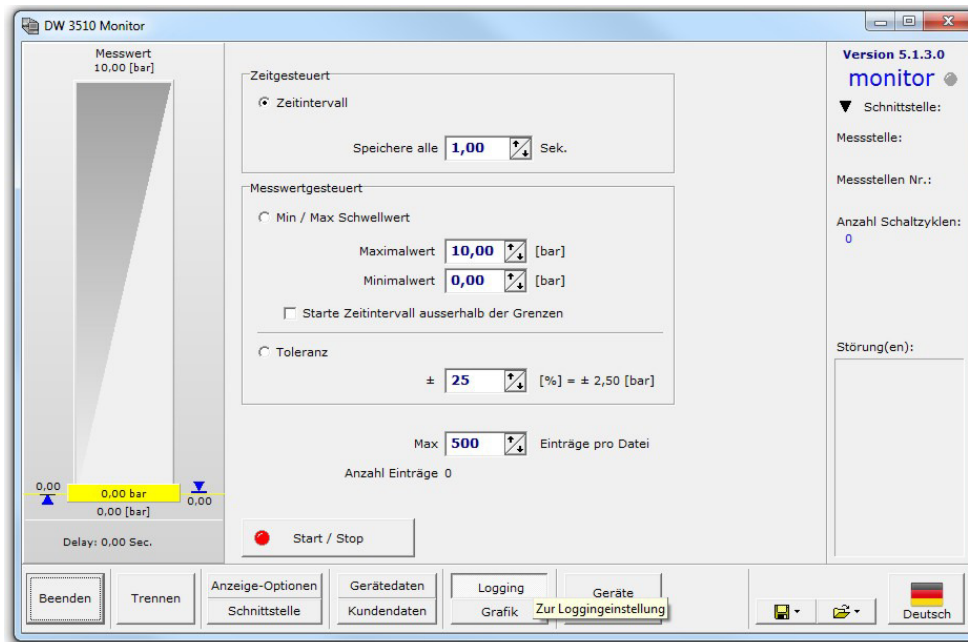 DW 3510 Monitor
Messwert
10,00 [bar]
0,00
0,00 bar
0,00
0,00 [bar]
Delay: 0,00 Sec.
Zeitgesteuert
Zeitintervall
Speichere alle 1,00 Sek.
Messwertgesteuert
Min / Max Schwellwert
Maximalwert 10,00 [bar]
Minimalwert 0,00 [bar]
Starte Zeitintervall ausserhalb der Grenzen
Toleranz
± 25 [%] = ± 2,50 [bar]
Max 500 Einträge pro Datei
Anzahl Einträge 0
Start / Stop
Version 5.1.3.0
monitor
Schnittstelle:
Messstelle:
Messstellen Nr.:
Anzahl Schaltzyklen:
0
Störung(en):
Beenden
Trennen
Anzeige-Optionen
Schnittstelle
Gerätedaten
Kundendaten
Logging
Grafik
Geräte
Zur Loggingeinstellung
Deutsch